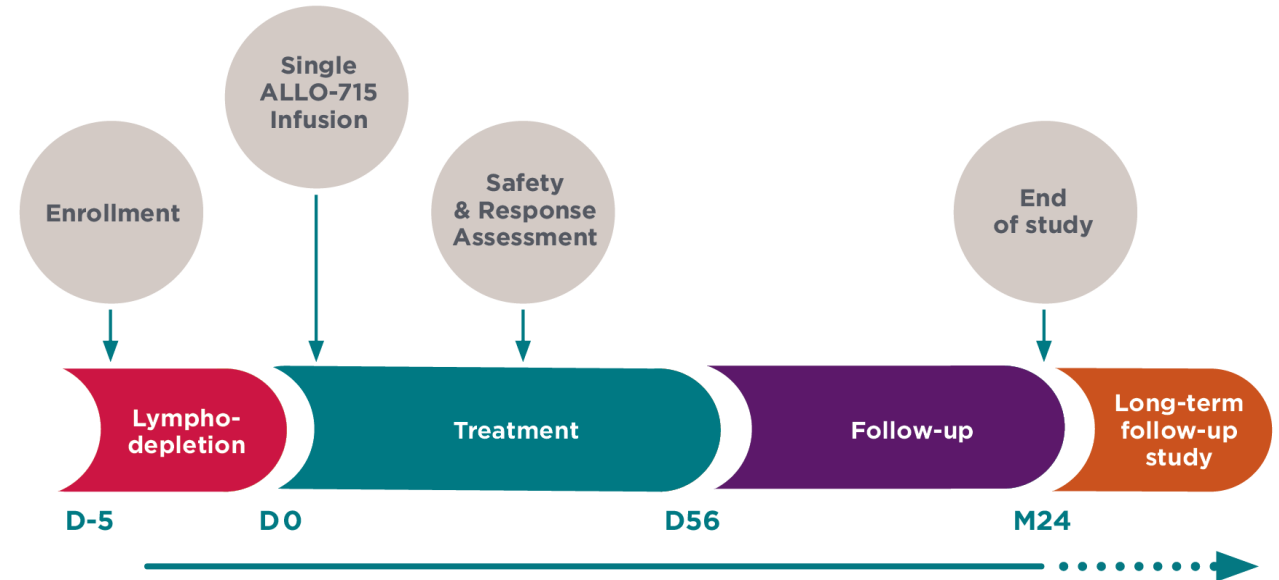 Single
ALLO-715
Infusion
Enrollment
Safety
& Response
Assessment
End
of study
Lympho-
depletion
Treatment
Follow-up
Long-term
follow-up
study
D-5
D0
D56
M24